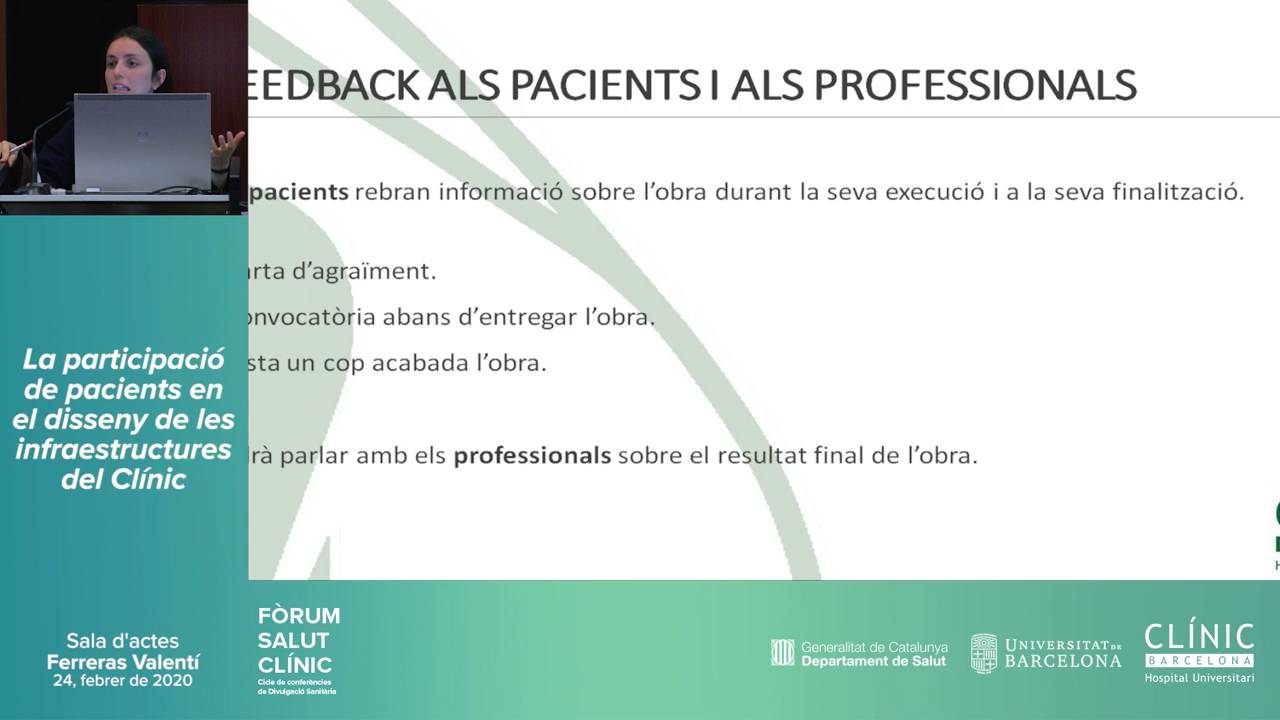 EEDBACK ALS PACIENTS I ALS PROFESSIONALS
pacients rebran informació sobre l'obra durant la seva execució i a la seva finalització.
arta d'agraïment.
onvocatòria abans d'entregar l'obra.
sta un cop acabada l'obra.
drà parlar amb els professionals sobre el resultat final de l'obra.
La participació
de pacients en
el disseny de les
infraestructures
del Clínic
Sala d'actes
Ferreras Valentí
24, febrer de 2020
FÒRUM
SALUT
CLÍNIC
Cicle de conferències
de Divulgació Sanitària
Generalitat de Catalunya
Departament de Salut
UNIVERSITAT DE
BARCELONA
CLÍNIC
BARCELONA
Hospital Universitari